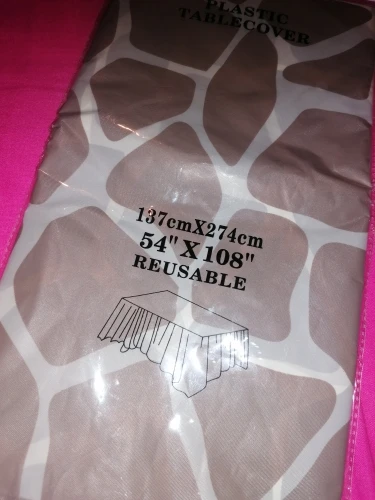 PLASTIC
TABLECOVER
137cmX274cm
54" X 108"
REUSABLE